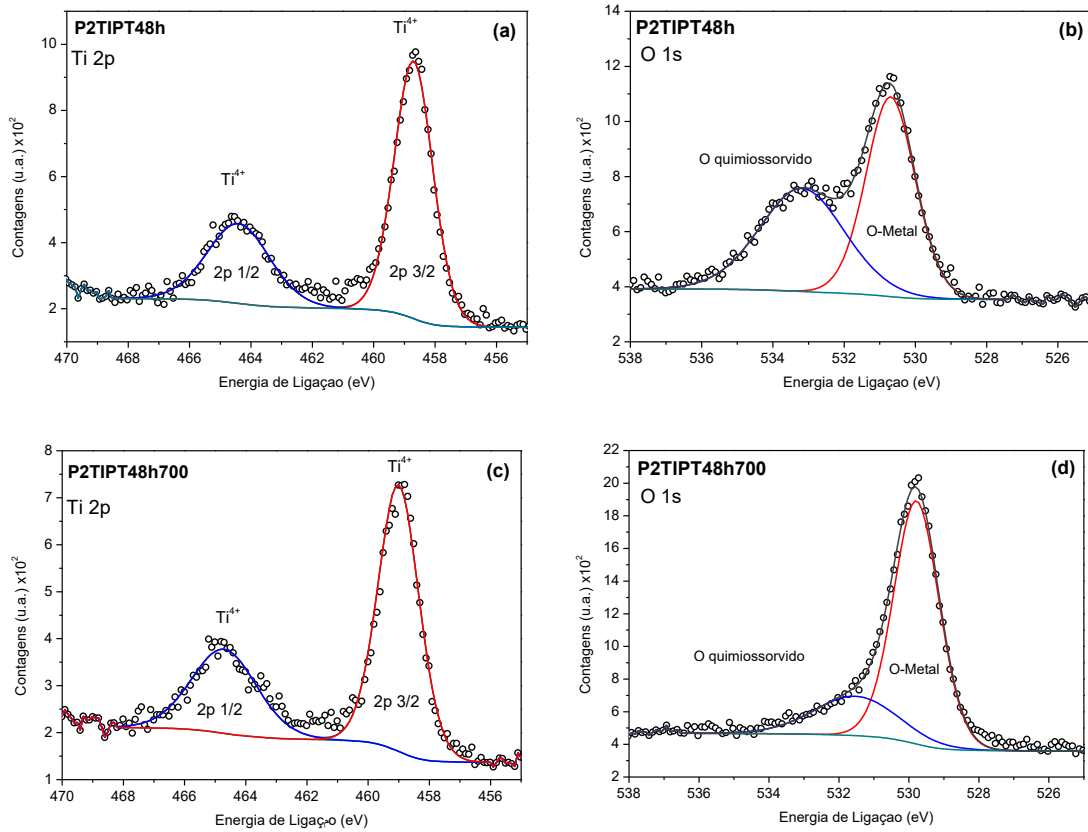 P2TIPT48h
Ti 2p
(a)
Ti4+
Ti4+
2p 1/2
2p 3/2
Contagens (u.a.) x102
10
8
6
4
2
470 468 466 464 462 460 458 456
Energia de Ligaçao (eV)
P2TIPT48h
O 1s
(b)
O quimiossorvido
O-Metal
Contagens (u.a.) x102
14
12
10
8
6
4
2
538 536 534 532 530 528 526
Energia de Ligaçao (eV)
P2TIPT48h700
Ti 2p
(c)
Ti4+
Ti4+
2p 1/2
2p 3/2
Contagens (u.a.) x102
8
7
6
5
4
3
2
1
470 468 466 464 462 460 458 456
Energia de Ligaç̃o (eV)
P2TIPT48h700
O 1s
(d)
O quimiossorvido
O-Metal
Contagens (u.a.) x102
22
20
18
16
14
12
10
8
6
4
2
538 536 534 532 530 528 526
Energia de Ligaçao (eV)